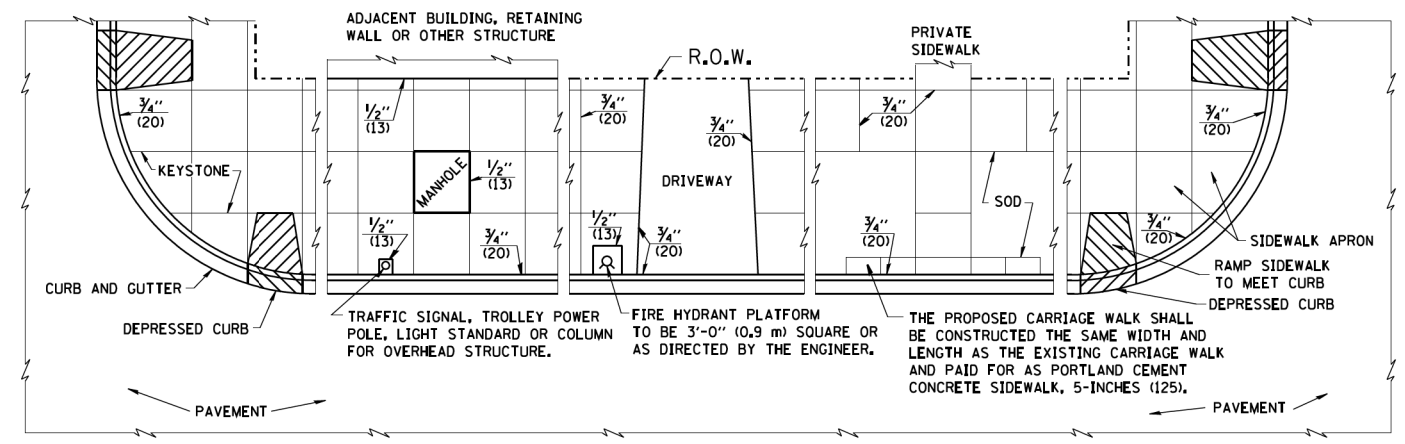 ADJACENT BUILDING, RETAINING
WALL OR OTHER STRUCTURE
R.O.W.
PRIVATE
SIDEWALK
3/4"
(20)
1/2"
(13)
3/4"
(20)
3/4"
(20)
3/4"
(20)
3/4"
(20)
KEYSTONE
MANHOLE
1/2"
(13)
DRIVEWAY
SOD
1/2"
(13)
3/4"
(20)
1/2"
(13)
3/4"
(20)
3/4"
(20)
3/4"
(20)
SIDEWALK APRON
RAMP SIDEWALK
TO MEET CURB
DEPRESSED CURB
CURB AND GUTTER
DEPRESSED CURB
TRAFFIC SIGNAL, TROLLEY POWER
POLE, LIGHT STANDARD OR COLUMN
FOR OVERHEAD STRUCTURE.
FIRE HYDRANT PLATFORM
TO BE 3'-0" (0.9 m) SQUARE OR
AS DIRECTED BY THE ENGINEER.
THE PROPOSED CARRIAGE WALK SHALL
BE CONSTRUCTED THE SAME WIDTH AND
LENGTH AS THE EXISTING CARRIAGE WALK
AND PAID FOR AS PORTLAND CEMENT
CONCRETE SIDEWALK, 5-INCHES (125).
PAVEMENT
PAVEMENT